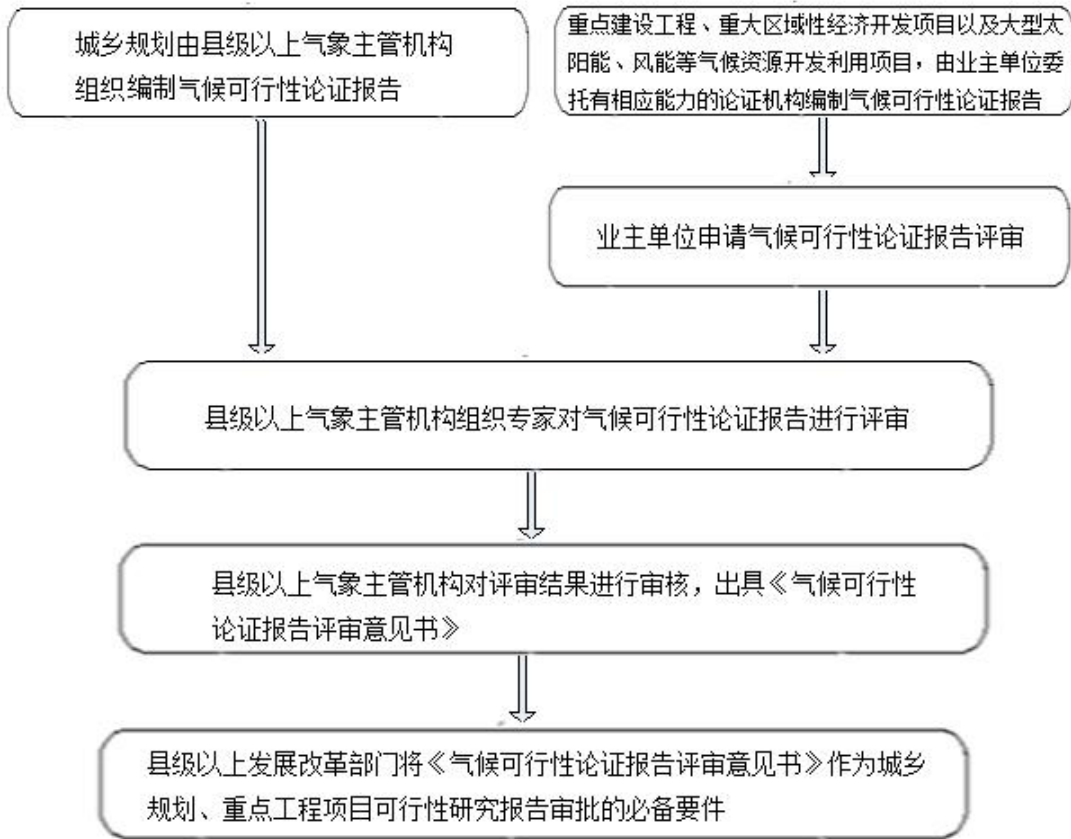 城乡规划由县级以上气象主管机构
组织编制气候可行性论证报告
重点建设工程、重大区域性经济开发项目以及大型太
阳能、风能等气候资源开发利用项目，由业主单位委
托有相应能力的论证机构编制气候可行性论证报告
业主单位申请气候可行性论证报告评审
县级以上气象主管机构组织专家对气候可行性论证报告进行评审
县级以上气象主管机构对评审结果进行审核，出具《气候可行性
论证报告评审意见书》
县级以上发展改革部门将《气候可行性论证报告评审意见书》作为城乡
规划、重点工程项目可行性研究报告审批的必备要件